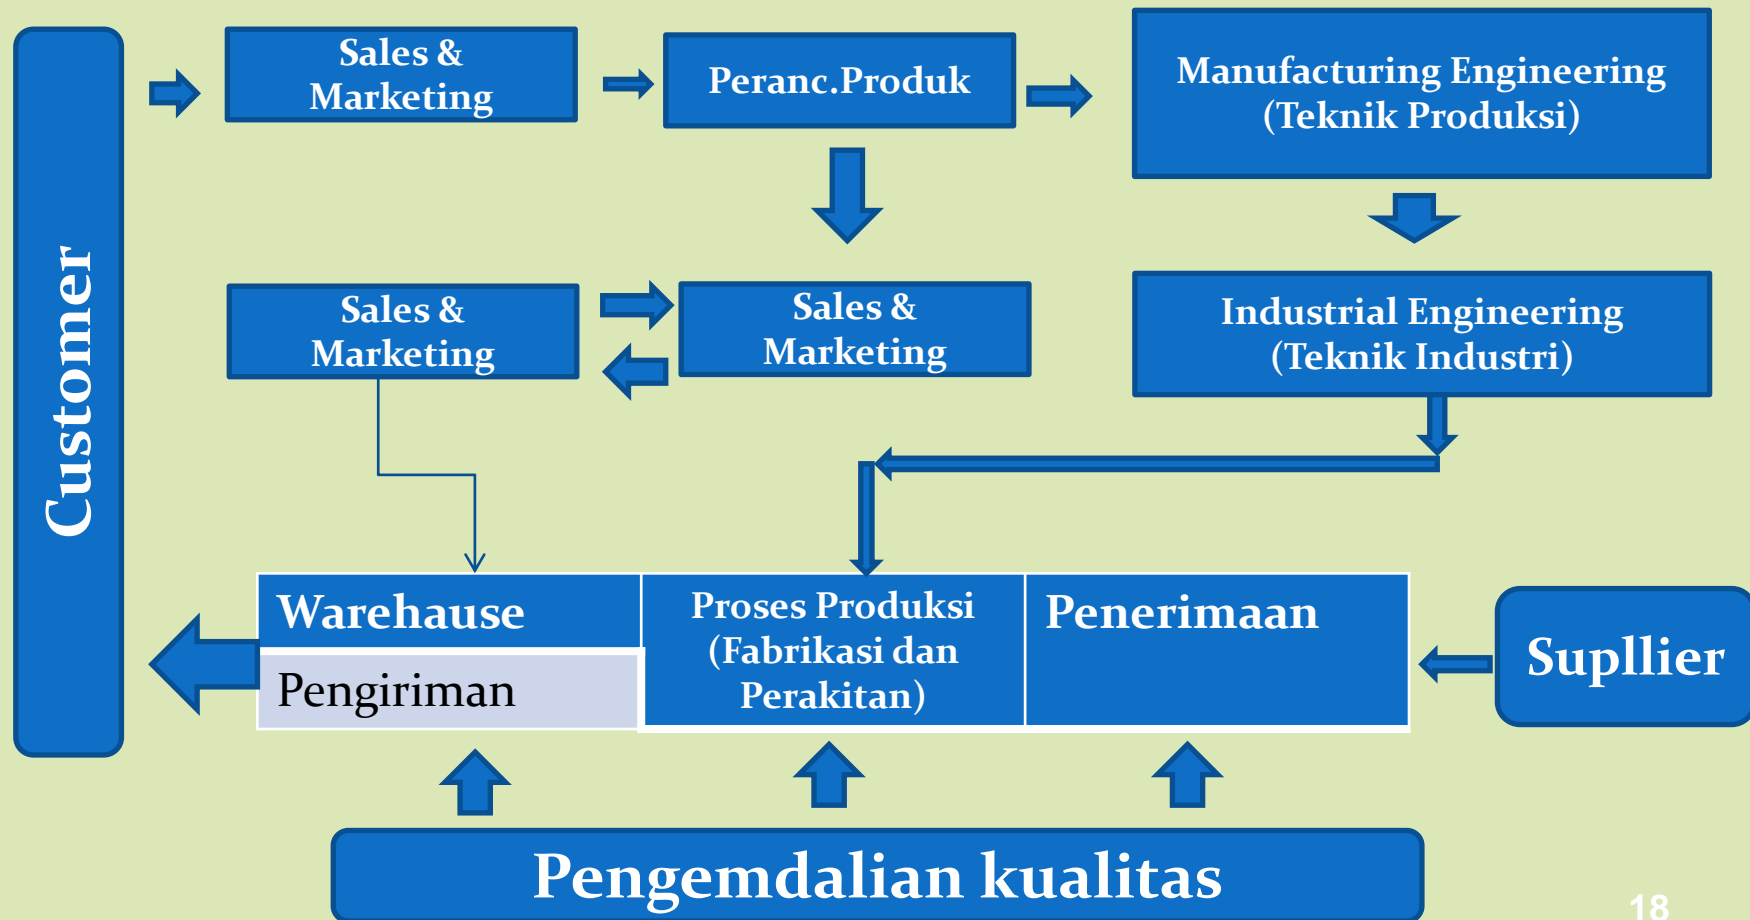 Customer
Sales &
Marketing
Peranc.Produk
Manufacturing Engineering
(Teknik Produksi)
Sales &
Marketing
Sales &
Marketing
Industrial Engineering
(Teknik Industri)
Warehause
Pengiriman
Proses Produksi
(Fabrikasi dan
Perakitan)
Penerimaan
Supllier
Pengemdalian kualitas
18